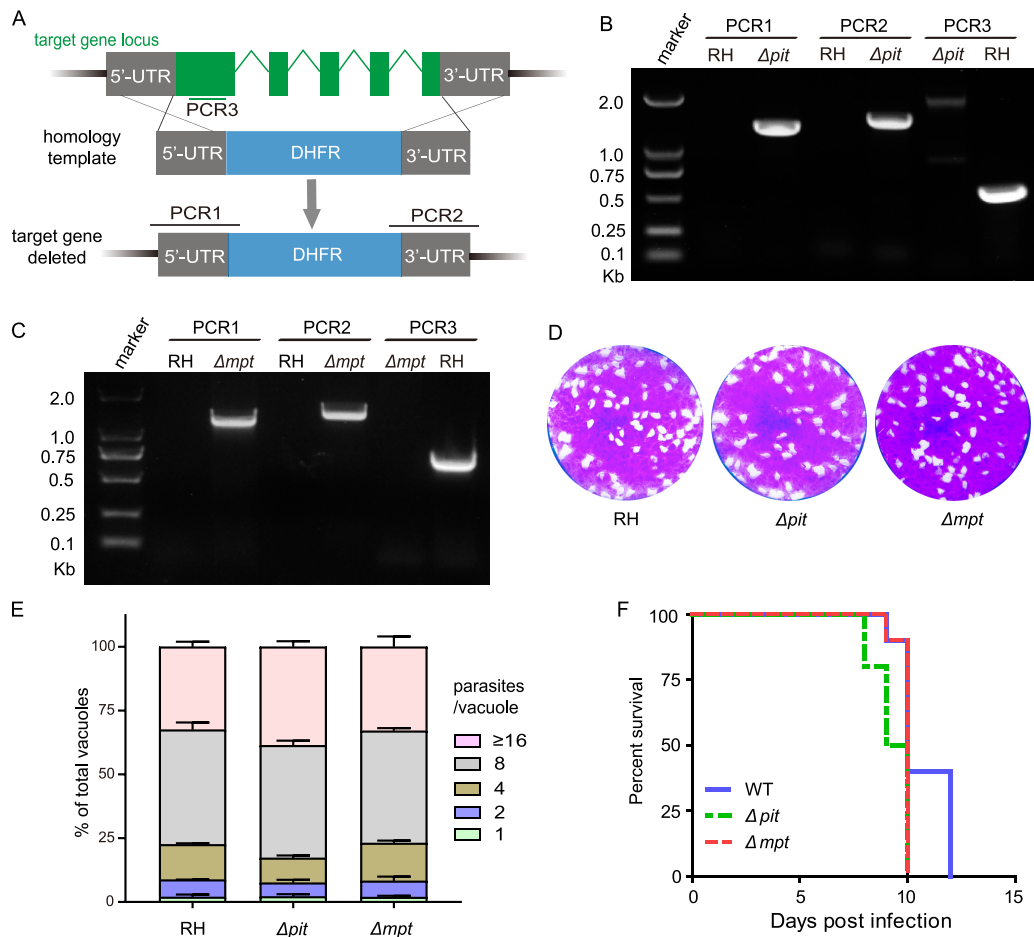 A
target gene locus
5'-UTR
3'-UTR
PCR3
homology
template
5'-UTR
DHFR
3'-UTR
PCR1
PCR2
target gene
deleted
5'-UTR
DHFR
3'-UTR
B
marker
PCR1
PCR2
PCR3
RH
Δpit
RH
Δpit
Δpit
RH
2.0
1.0
0.75
0.5
0.25
0.1
Kb
C
marker
PCR1
PCR2
PCR3
RH
Δmpt
RH
Δmpt
Δmpt
RH
2.0
1.0
0.75
0.5
0.25
0.1
Kb
D
RH
Δpit
Δmpt
E
% of total vacuoles
100
75
50
25
0
RH
Δpit
Δmpt
parasites
/vacuole
≥16
8
4
2
1
F
Percent survival
100
75
50
25
0
WT
Δpit
Δmpt
0
5
10
15
Days post infection